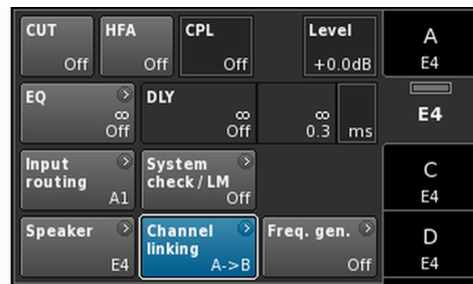 CUT HFA CPL Level A
Off Off Off +0.0dB E4
EQ DLY E4
∞ ∞ ∞
Off Off 0.3 ms
Input routing System check / LM C
A1 Off E4
Speaker Channel linking Freq. gen. D
E4 A->B Off E4